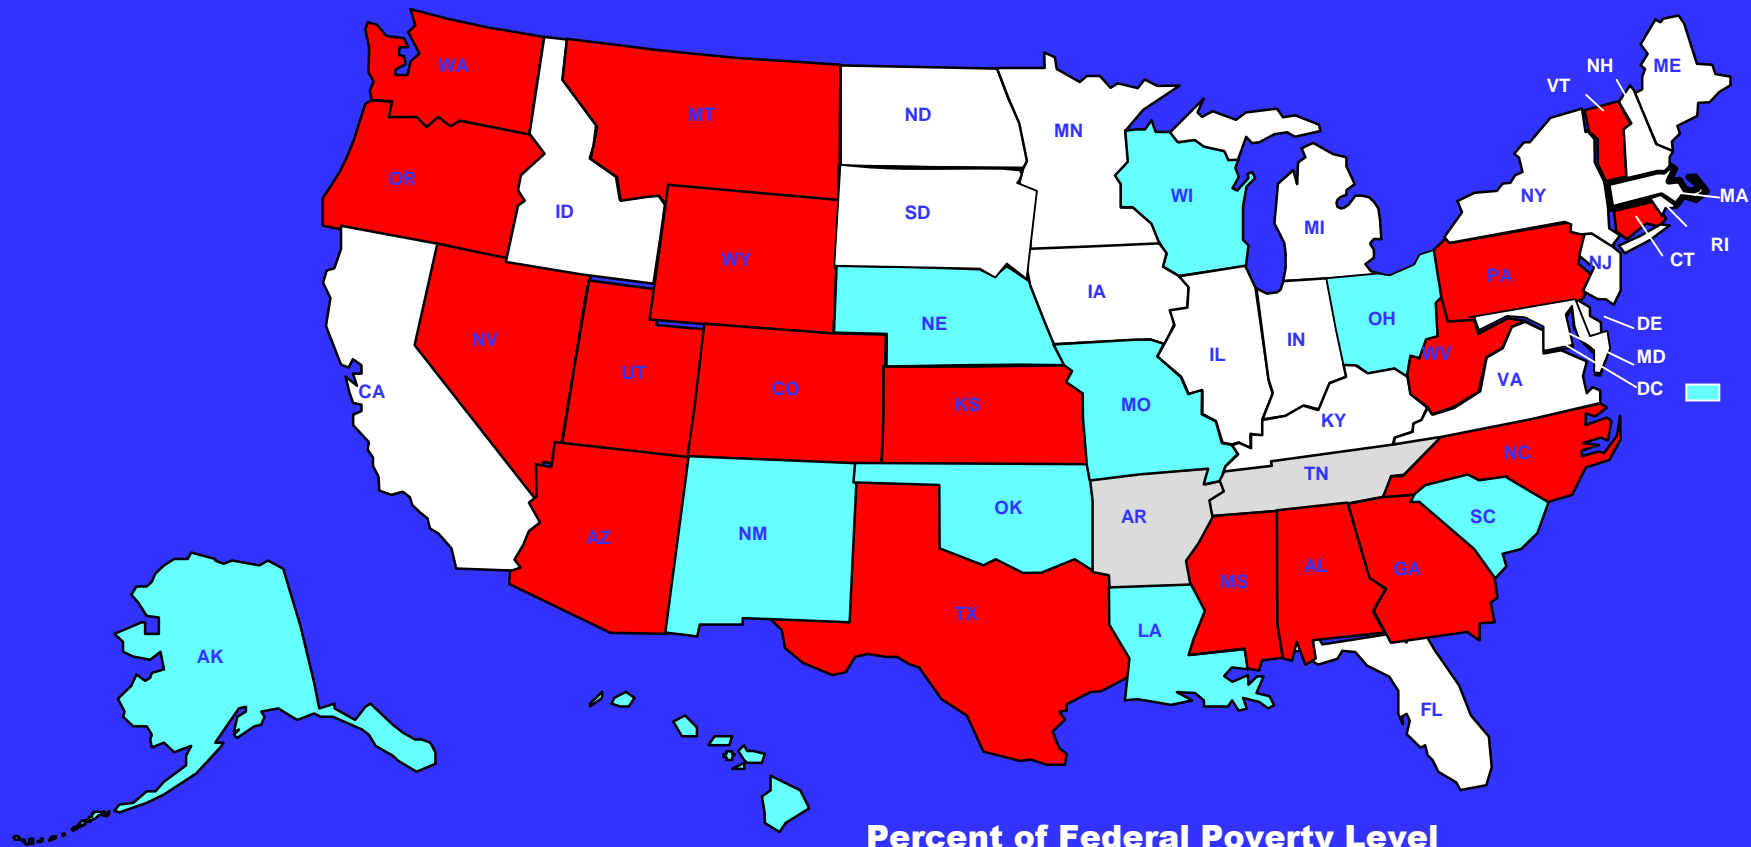 NH
ME
WA
VT
MT
ND
MN
OR
WI
NY
MA
ID
SD
MI
RI
WY
CT
NJ
PA
IA
NE
OH
DE
NV
IN
WV
IL
MD
UT
VA
CO
DC
CA
KS
MO
KY
NC
TN
OK
AR
SC
NM
AZ
AL
GA
MS
TX
LA
AK
FL
Percent of Federal Poverty Level